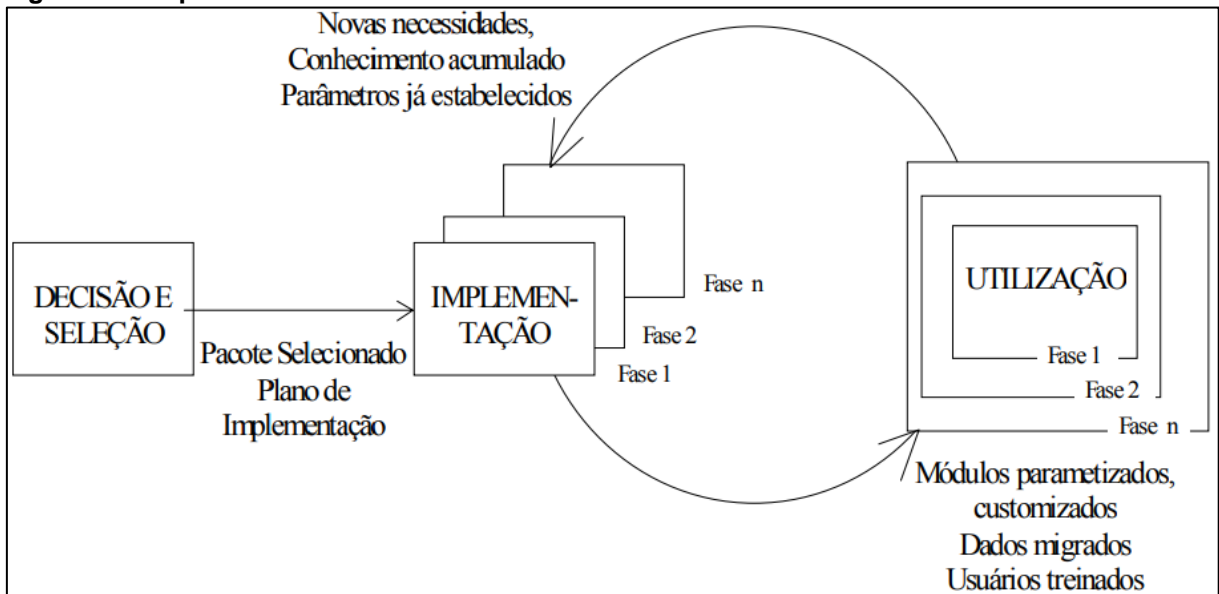 Novas necessidades,
Conhecimento acumulado
Parâmetros já estabelecidos
DECISÃO E
SELEÇÃO
Pacote Selecionado
Plano de
Implementação
IMPLEMEN-
TAÇÃO
Fase 1
Fase 2
Fase n
UTILIZAÇÃO
Fase 1
Fase 2
Fase n
Módulos parametizados,
customizados
Dados migrados
Usuários treinados